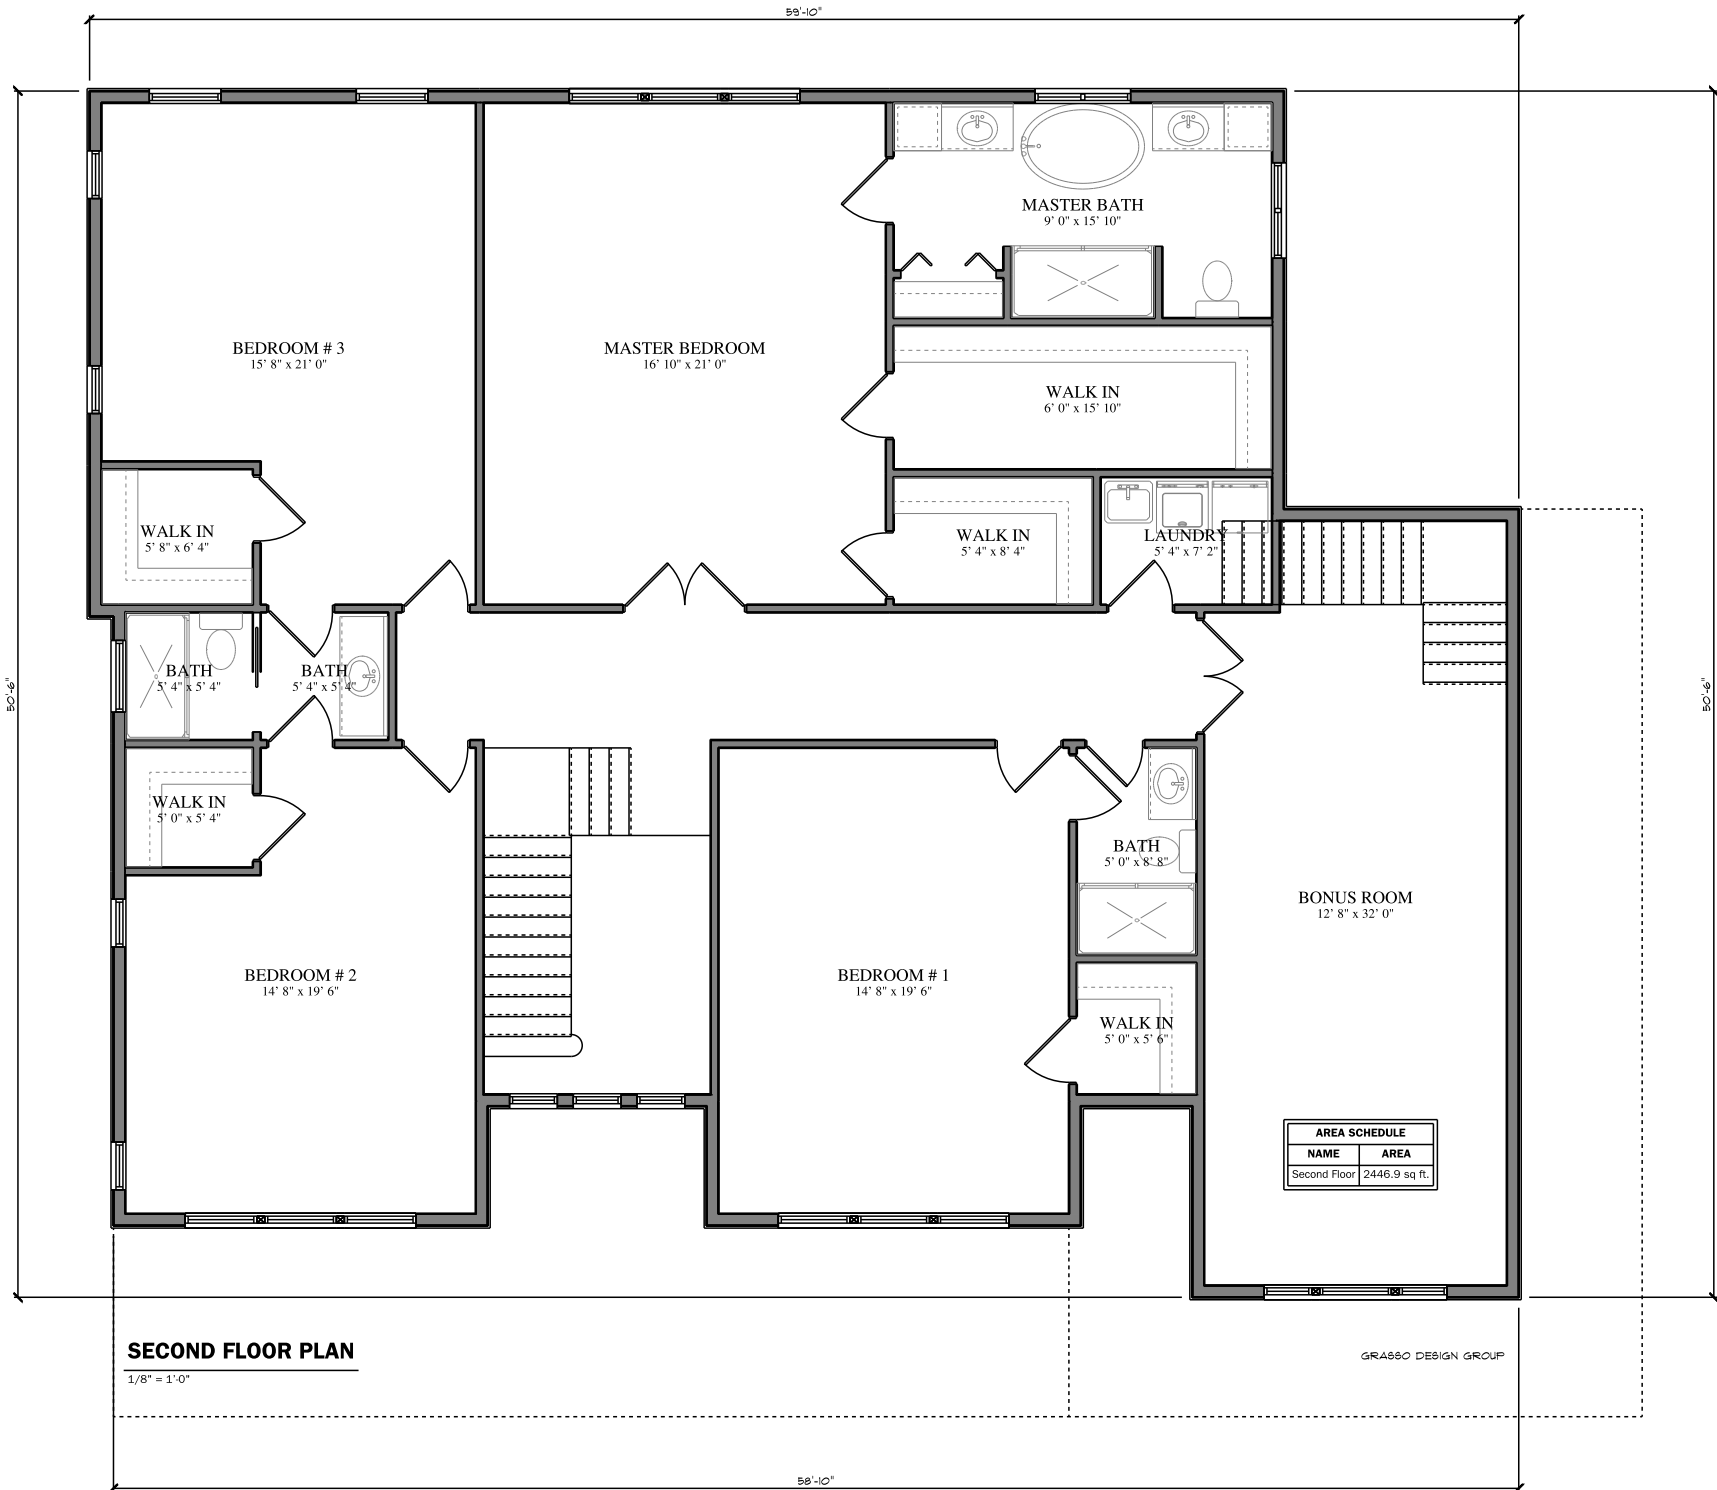 59'-10"
MASTER BATH
9' 0" x 15' 10"
BEDROOM # 3
15' 8" x 21' 0"
MASTER BEDROOM
16' 10" x 21' 0"
WALK IN
6' 0" x 15' 10"
WALK IN
5' 8" x 6' 4"
WALK IN
5' 4" x 8' 4"
LAUNDRY
5' 4" x 7' 2"
BATH
5' 4" x 5' 4"
BATH
5' 4" x 5' 4"
50'-6"
50'-6"
WALK IN
5' 0" x 5' 4"
BATH
5' 0" x 8' 8"
BONUS ROOM
12' 8" x 32' 0"
BEDROOM # 2
14' 8" x 19' 6"
BEDROOM # 1
14' 8" x 19' 6"
WALK IN
5' 0" x 5' 6"
AREA SCHEDULE
NAME AREA
Second Floor 2446.9 sq ft.
SECOND FLOOR PLAN
1/8" = 1'-0"
GRASSO DESIGN GROUP
58'-10"